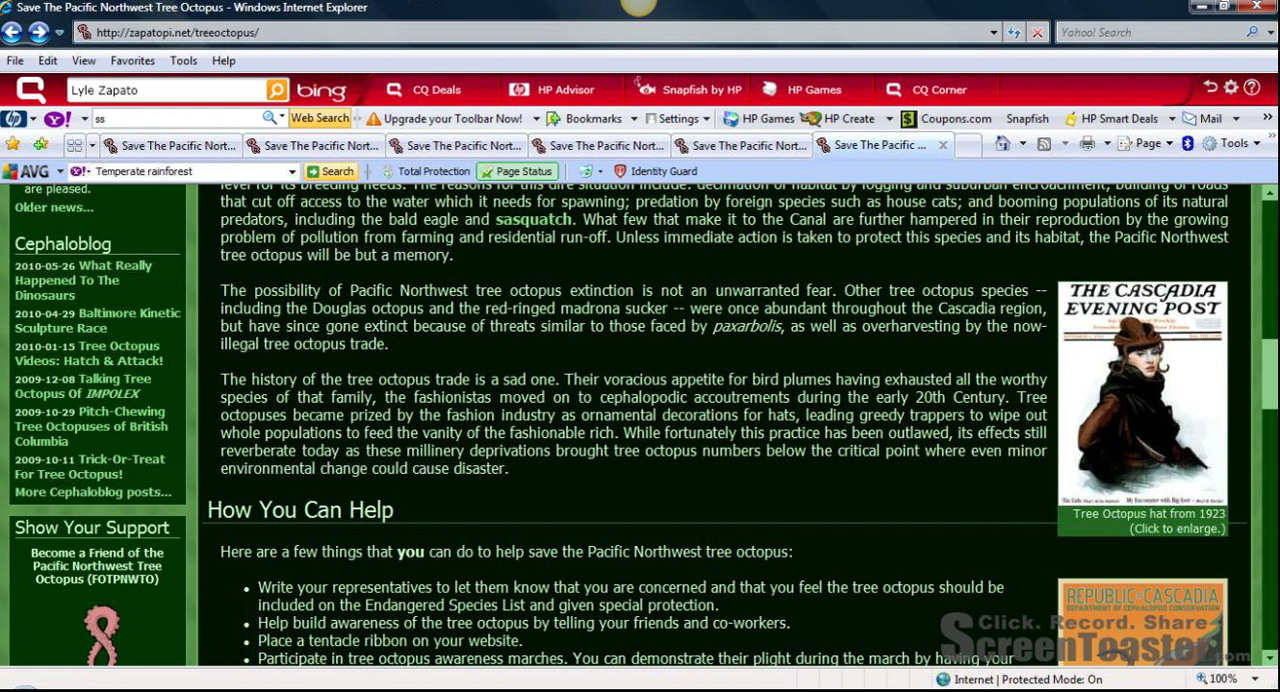 Save The Pacific Northwest Tree Octopus - Windows Internet Explorer
http://zapatopi.net/treeoctopus/
Yahoo! Search
File Edit View Favorites Tools Help
Lyle Zapato
bing
CQ Deals
HP Advisor
Snapfish by HP
HP Games
CQ Corner
hp Y! ss Web Search Upgrade your Toolbar Now! Bookmarks Settings HP Games HP Create Coupons.com Snapfish HP Smart Deals Mail
Save The Pacific Nort... Save The Pacific Nort... Save The Pacific Nort... Save The Pacific Nort... Save The Pacific Nort... Save The Pacific ... Page Tools
AVG Y! Temperate rainforest Search Total Protection Page Status Identity Guard
are pleased.
Older news...
Cephaloblog
2010-05-26 What Really
Happened To The
Dinosaurs
2010-04-29 Baltimore Kinetic
Sculpture Race
2010-01-15 Tree Octopus
Videos: Hatch & Attack!
2009-12-08 Talking Tree
Octopus Of IMPOLEX
2009-10-29 Pitch-Chewing
Tree Octopuses of British
Columbia
2009-10-11 Trick-Or-Treat
For Tree Octopus!
More Cephaloblog posts...
Show Your Support
Become a Friend of the
Pacific Northwest Tree
Octopus (FOTPNWTO)
level for its breeding needs. The reasons for this dire situation include: decimation of habitat by logging and suburban encroachment; building of roads
that cut off access to the water which it needs for spawning; predation by foreign species such as house cats; and booming populations of its natural
predators, including the bald eagle and sasquatch. What few that make it to the Canal are further hampered in their reproduction by the growing
problem of pollution from farming and residential run-off. Unless immediate action is taken to protect this species and its habitat, the Pacific Northwest
tree octopus will be but a memory.
The possibility of Pacific Northwest tree octopus extinction is not an unwarranted fear. Other tree octopus species --
including the Douglas octopus and the red-ringed madrona sucker -- were once abundant throughout the Cascadia region,
but have since gone extinct because of threats similar to those faced by paxarbolis, as well as overharvesting by the now-
illegal tree octopus trade.
The history of the tree octopus trade is a sad one. Their voracious appetite for bird plumes having exhausted all the worthy
species of that family, the fashionistas moved on to cephalopodic accoutrements during the early 20th Century. Tree
octopuses became prized by the fashion industry as ornamental decorations for hats, leading greedy trappers to wipe out
whole populations to feed the vanity of the fashionable rich. While fortunately this practice has been outlawed, its effects still
reverberate today as these millinery deprivations brought tree octopus numbers below the critical point where even minor
environmental change could cause disaster.
THE CASCADIA
EVENING POST
Tree Octopus hat from 1923
(Click to enlarge.)
How You Can Help
Here are a few things that you can do to help save the Pacific Northwest tree octopus:
• Write your representatives to let them know that you are concerned and that you feel the tree octopus should be
included on the Endangered Species List and given special protection.
• Help build awareness of the tree octopus by telling your friends and co-workers.
• Place a tentacle ribbon on your website.
• Participate in tree octopus awareness marches. You can demonstrate their plight during the march by having your
REPUBLIC OF CASCADIA
DEPARTMENT OF CEPHALOPOD CONSERVATION
Click. Record. Share
ScreenToaster.com
Internet | Protected Mode: On
100%